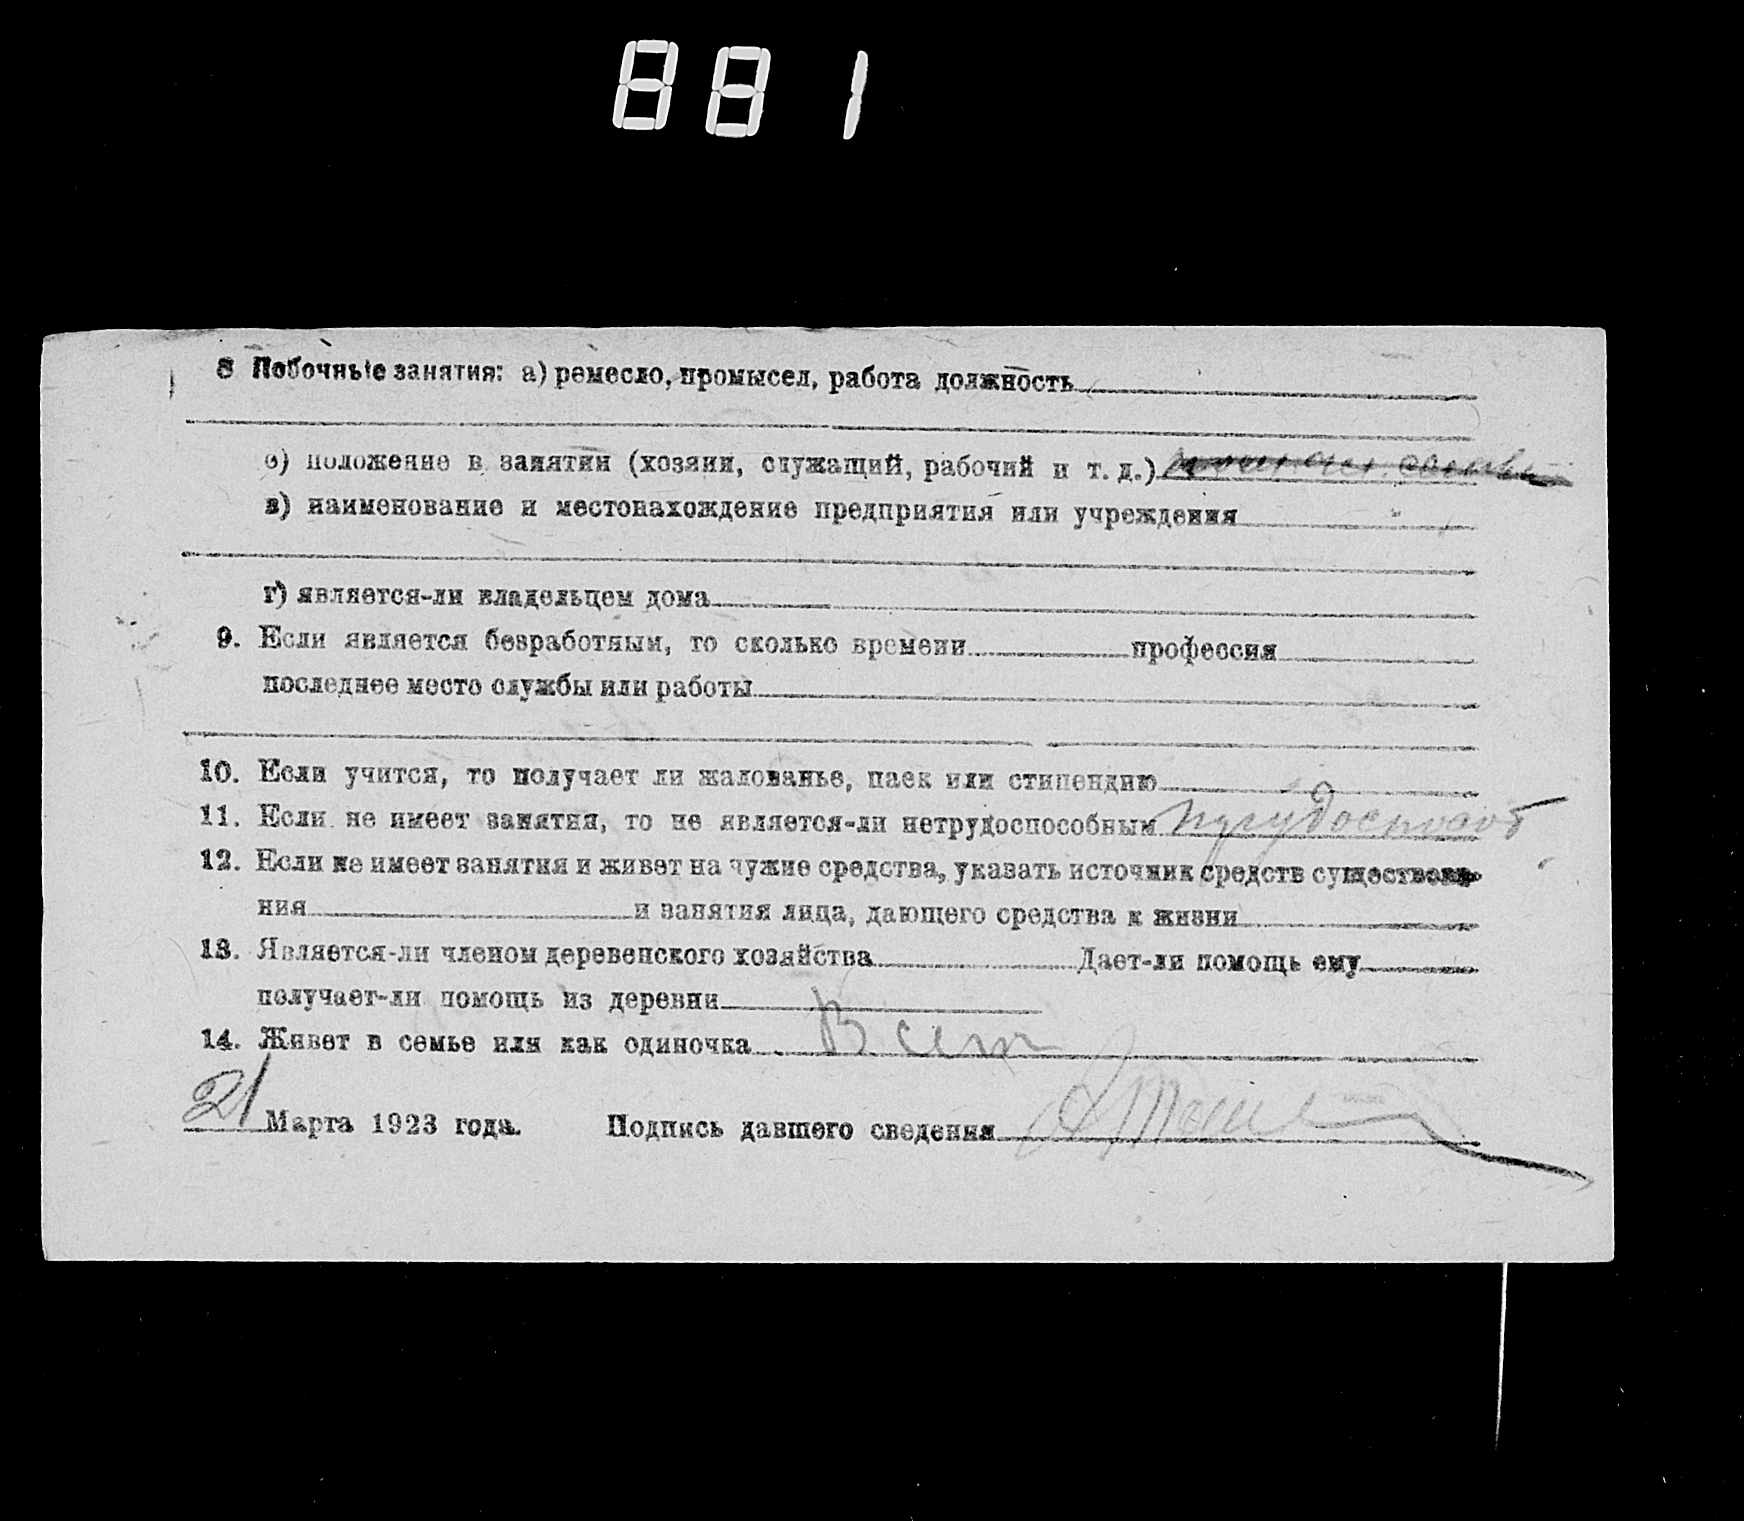 881
8 Побочные занятия: а) ремесло, промысел, работа должность
б) положение в занятии (хозяин, служащий, рабочий и т. д.)
в) наименование и местонахождение предприятия или учреждения
г) является-ли владельцем дома
9. Если является безработным, то сколько времени профессия
последнее место службы или работы
10. Если учится, то получает ли жалованье, паек или стипендию
11. Если не имеет занятия, то не является-ли нетрудоспособным трудоспособ
12. Если не имеет занятия и живет на чужие средства, указать источник средств существова-
ния и занятия лица, дающего средства к жизни
13. Является-ли членом деревенского хозяйства Дает-ли помощь ему
получает-ли помощь из деревни
14. Живет в семье или как одиночка В сем
21 Марта 1923 года. Подпись давшего сведения